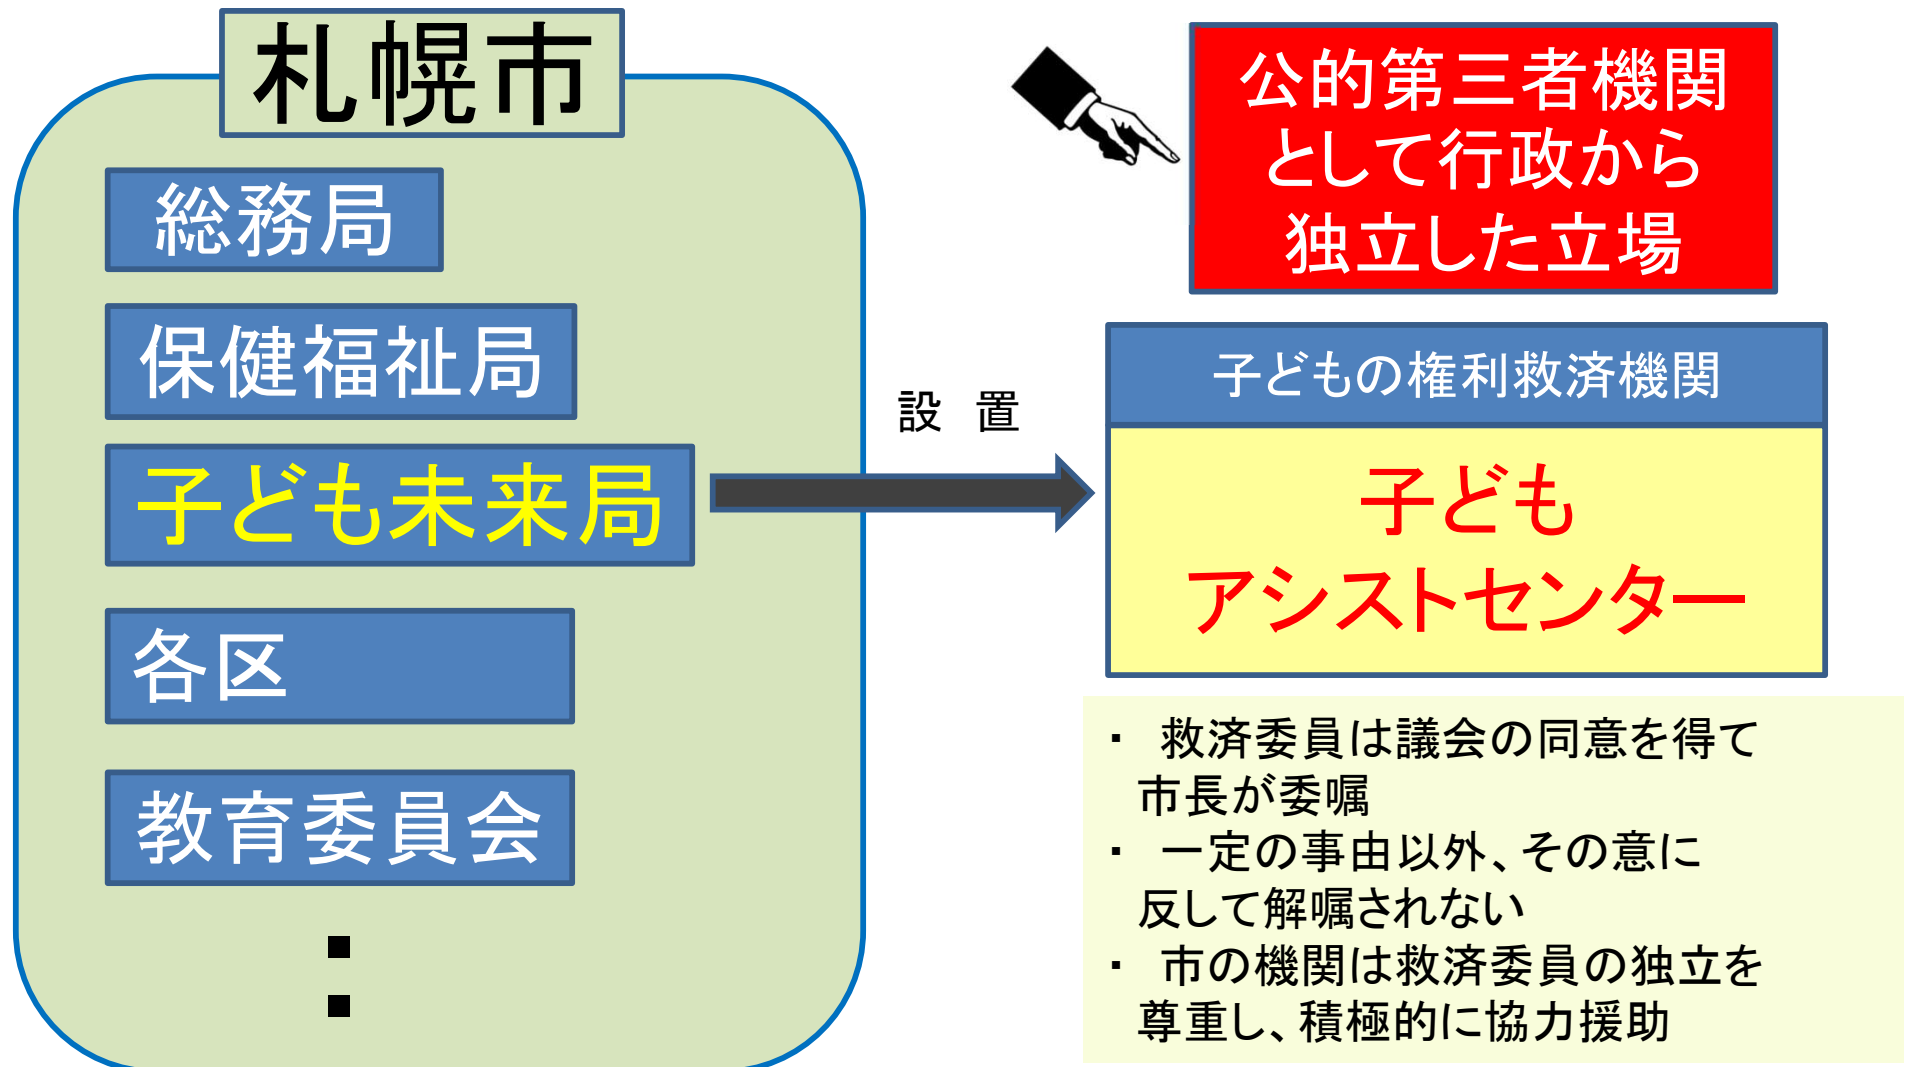 札幌市
総務局
保健福祉局
子ども未来局
各区
教育委員会
設　置
公的第三者機関
として行政から
独立した立場
子どもの権利救済機関
子ども
アシストセンター
・ 救済委員は議会の同意を得て
市長が委嘱
・ 一定の事由以外、その意に
反して解嘱されない
・ 市の機関は救済委員の独立を
尊重し、積極的に協力援助